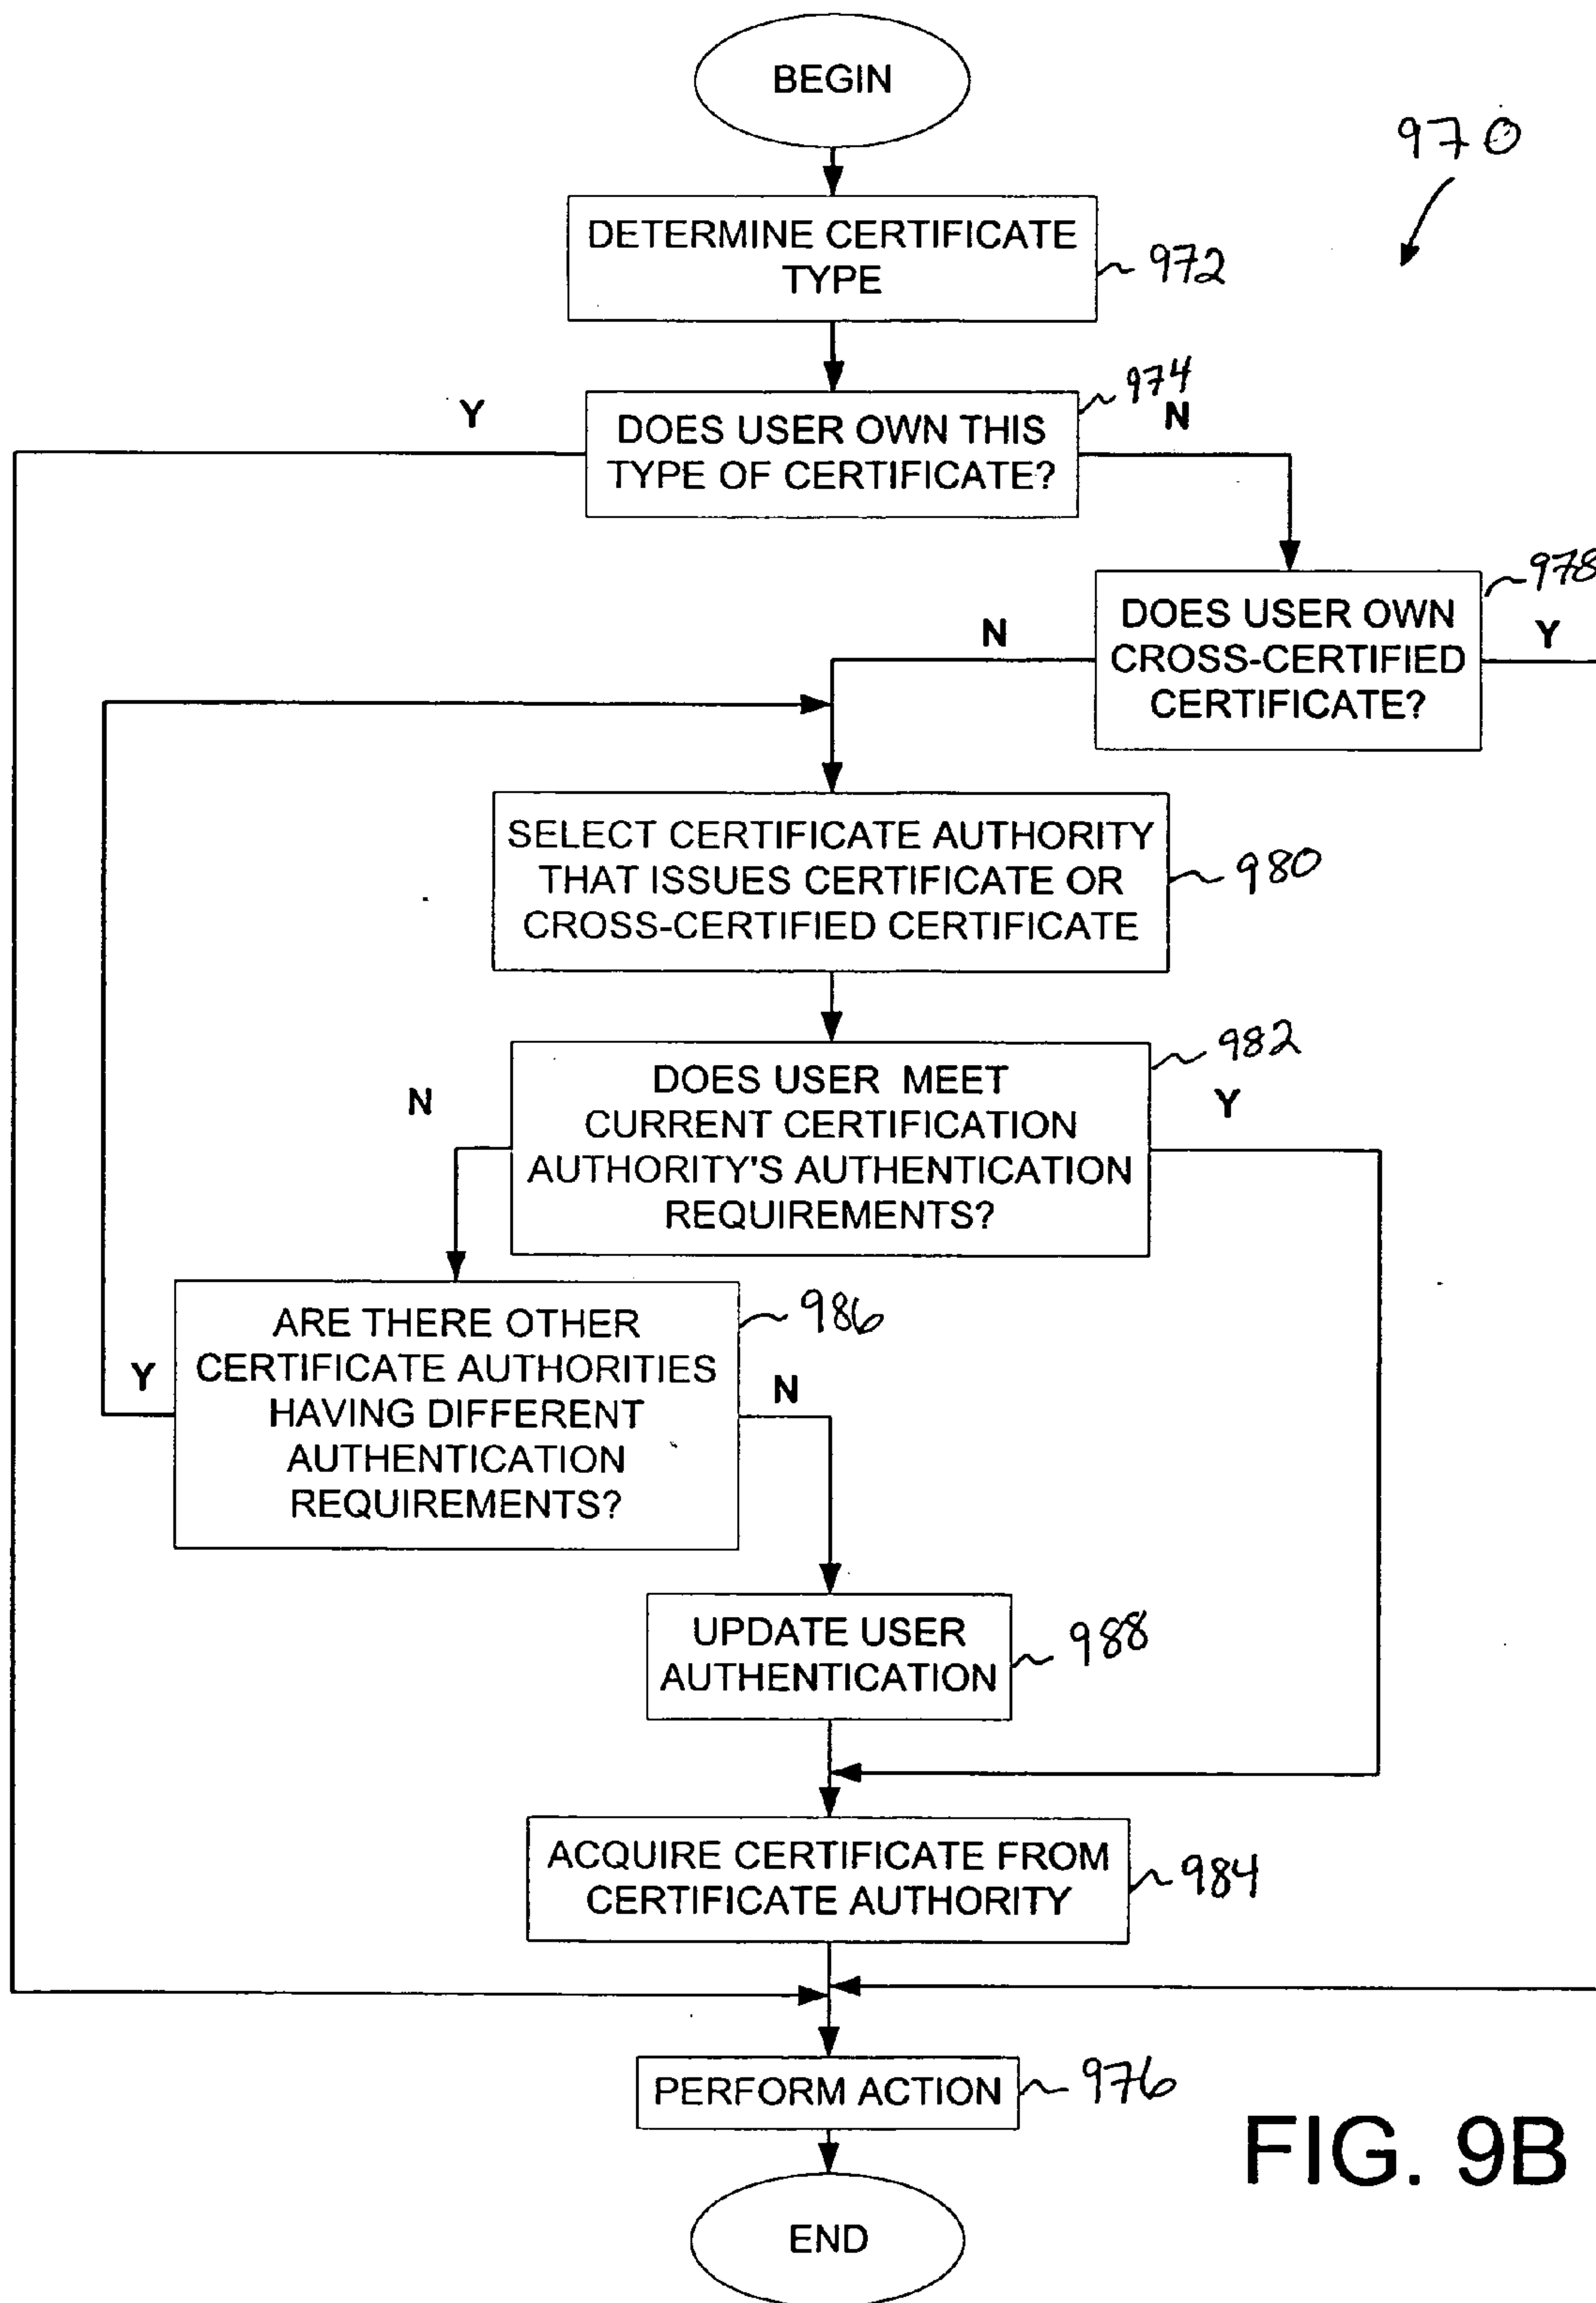 BEGIN
970
DETERMINE CERTIFICATE
TYPE
972
974
Y
N
DOES USER OWN THIS
TYPE OF CERTIFICATE?
978
DOES USER OWN
CROSS-CERTIFIED
CERTIFICATE?
N
Y
SELECT CERTIFICATE AUTHORITY
THAT ISSUES CERTIFICATE OR
CROSS-CERTIFIED CERTIFICATE
980
982
DOES USER MEET
CURRENT CERTIFICATION
AUTHORITY'S AUTHENTICATION
REQUIREMENTS?
N
Y
986
ARE THERE OTHER
CERTIFICATE AUTHORITIES
HAVING DIFFERENT
AUTHENTICATION
REQUIREMENTS?
Y
N
UPDATE USER
AUTHENTICATION
988
ACQUIRE CERTIFICATE FROM
CERTIFICATE AUTHORITY
984
PERFORM ACTION
976
FIG. 9B
END